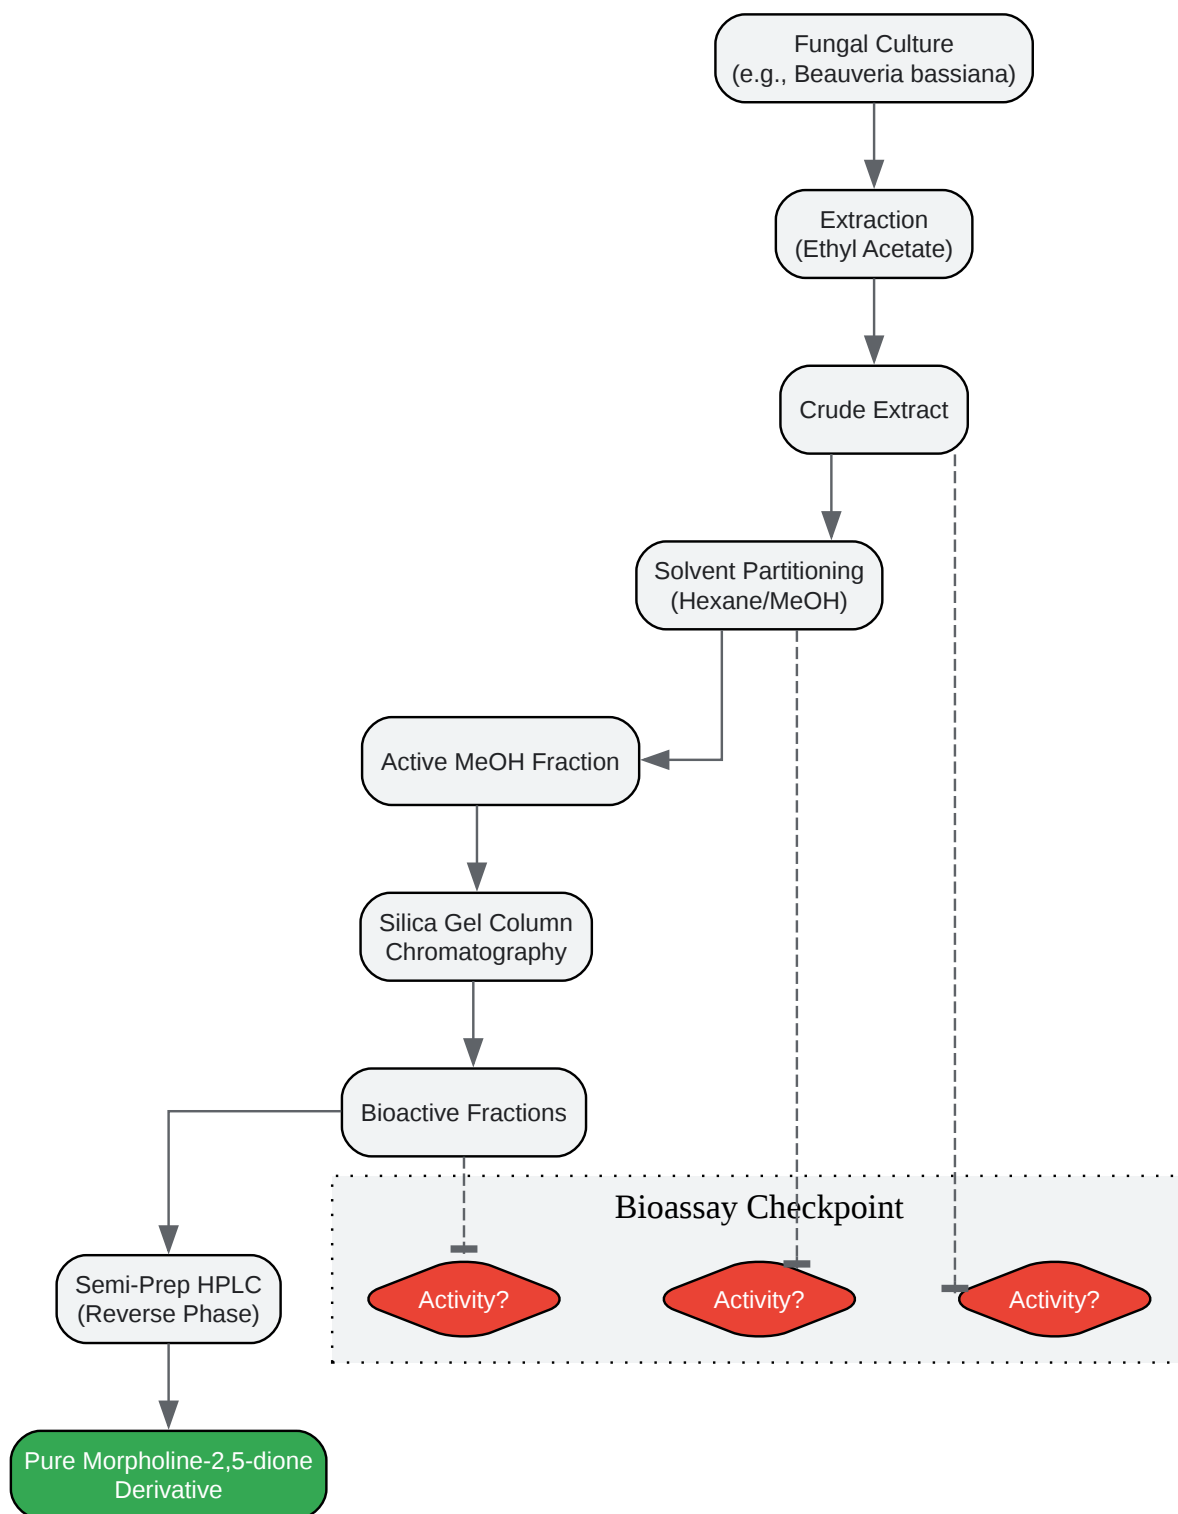 Fungal Culture
(e.g., Beauveria bassiana)
Extraction
(Ethyl Acetate)
Crude Extract
Solvent Partitioning
(Hexane/MeOH)
Active MeOH Fraction
Silica Gel Column
Chromatography
Bioactive Fractions
Bioassay Checkpoint
Semi-Prep HPLC
(Reverse Phase)
Activity?
Activity?
Activity?
Pure Morpholine-2,5-dione
Derivative